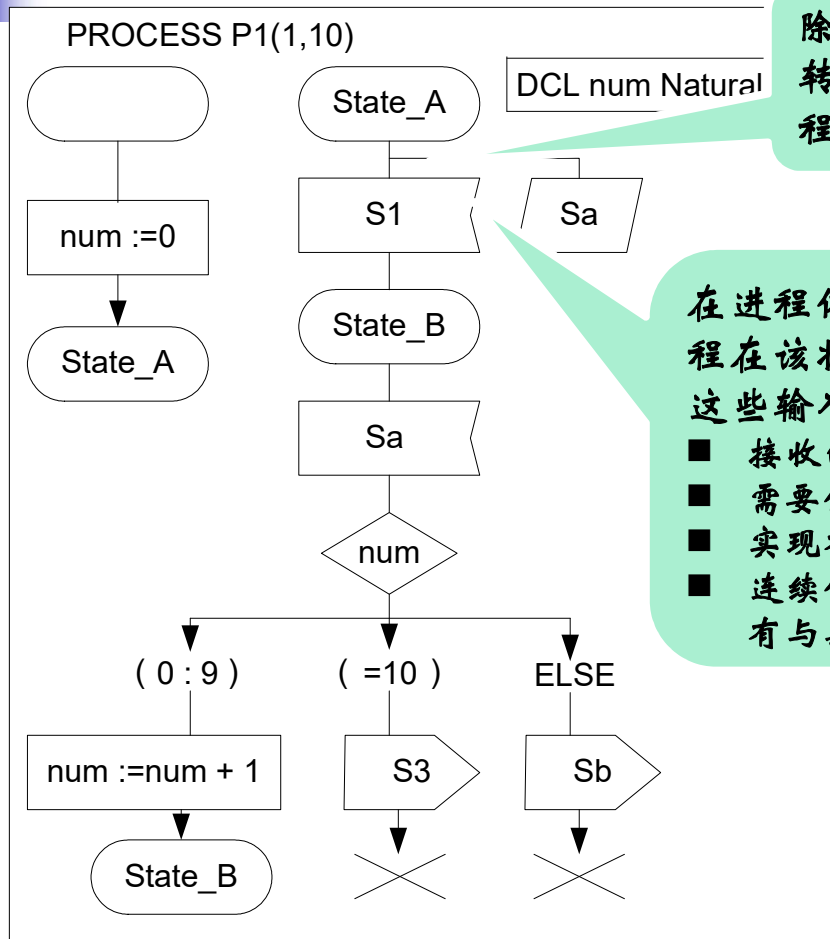 PROCESS P1(1,10)
除
转
程
State_A
DCL num Natural
S1
Sa
num :=0
State_B
State_A
在进程
程在该
这些输
Sa
■ 接收
■ 需要
■ 实现
■ 连续
有与
num
( 0 : 9 )
( =10 )
ELSE
num :=num + 1
S3
Sb
State_B